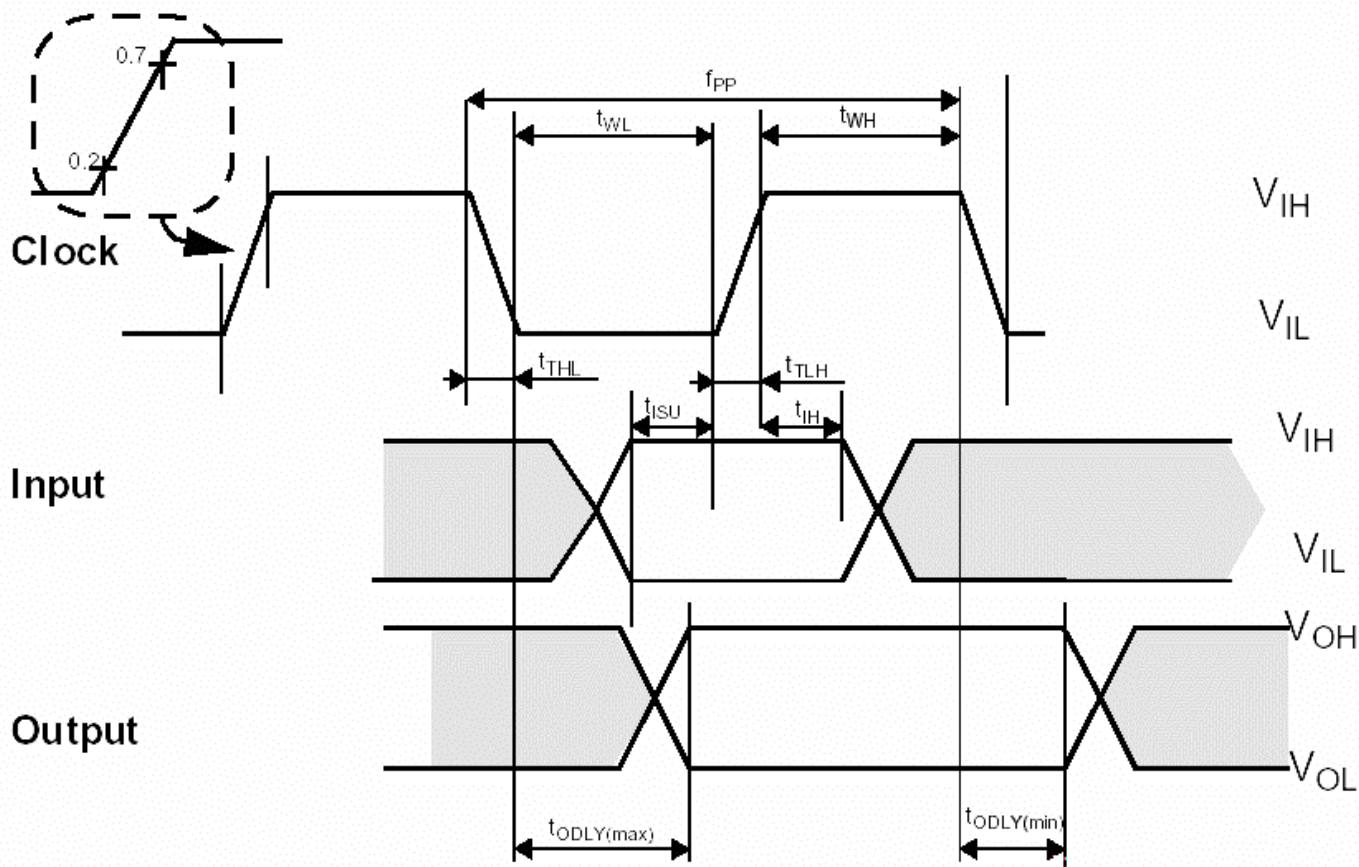 0.7
0.2
fPP
tWL
tWH
VIH
Clock
VIL
tTHL
tTLH
tISU
tIH
VIH
Input
VIL
VOH
Output
VOL
tODLY(max)
tODLY(min)